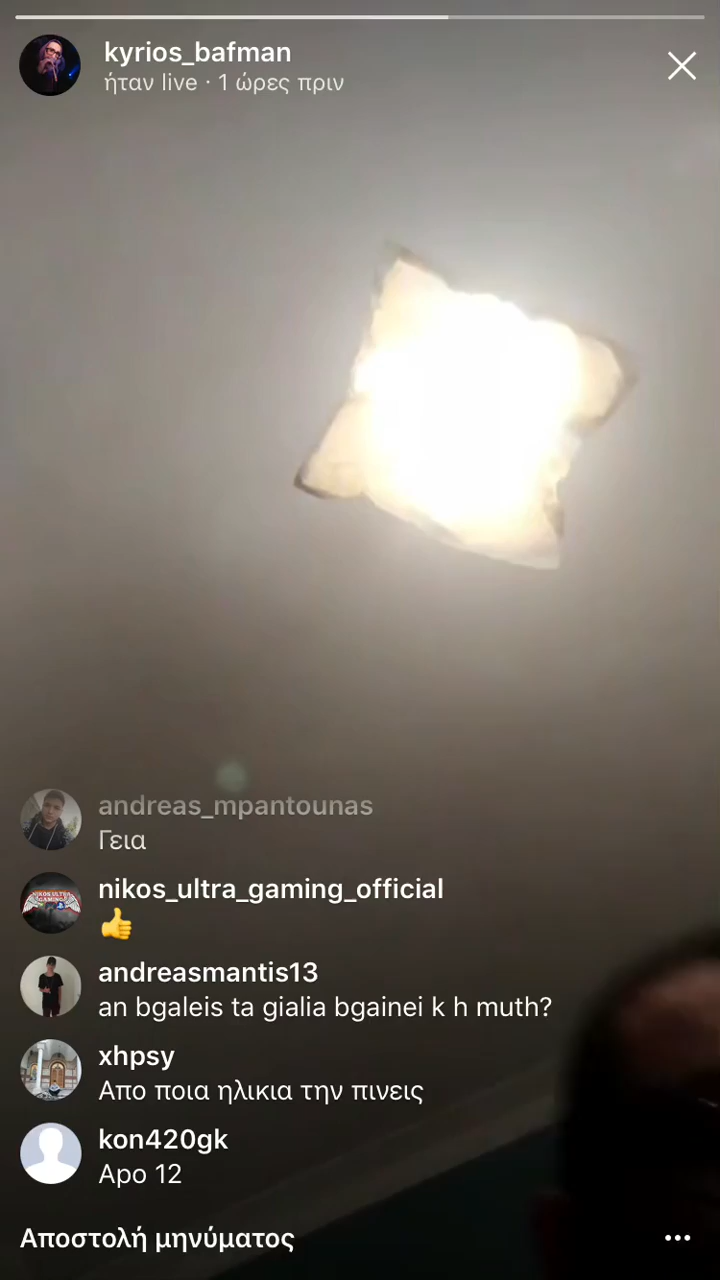 kyrios_bafman
ήταν live · 1 ώρες πριν
andreas_mpantounas
Γεια
nikos_ultra_gaming_official
👍
andreasmantis13
an bgaleis ta gialia bgainei k h muth?
xhpsy
Απο ποια ηλικια την πινεις
kon420gk
Apo 12
Αποστολή μηνύματος